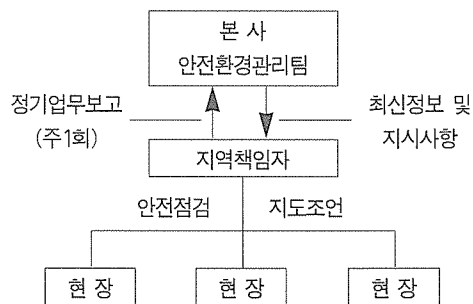 본 사
안전환경관리팀
정기업무보고
(주1회)
최신정보 및
지시사항
지역책임자
안전점검
지도조언
현 장
현 장
현 장